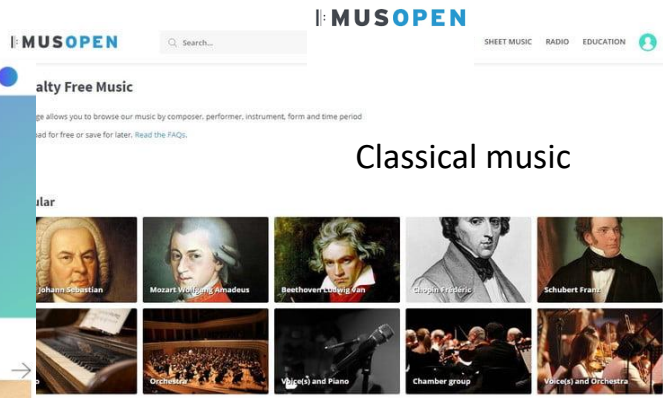 MUSOPEN
MUSOPEN
Search...
SHEET MUSIC RADIO EDUCATION
alty Free Music
ge allows you to browse our music by composer, performer, instrument, form and time period
oad for free or save for later. Read the FAQs.
Classical music
ular
Johann Sebastian
Mozart Wolfgang Amadeus
Beethoven Ludwig van
Chopin Frédéric
Schubert Franz
o
Orchestra
Voice(s) and Piano
Chamber group
Voice(s) and Orchestra